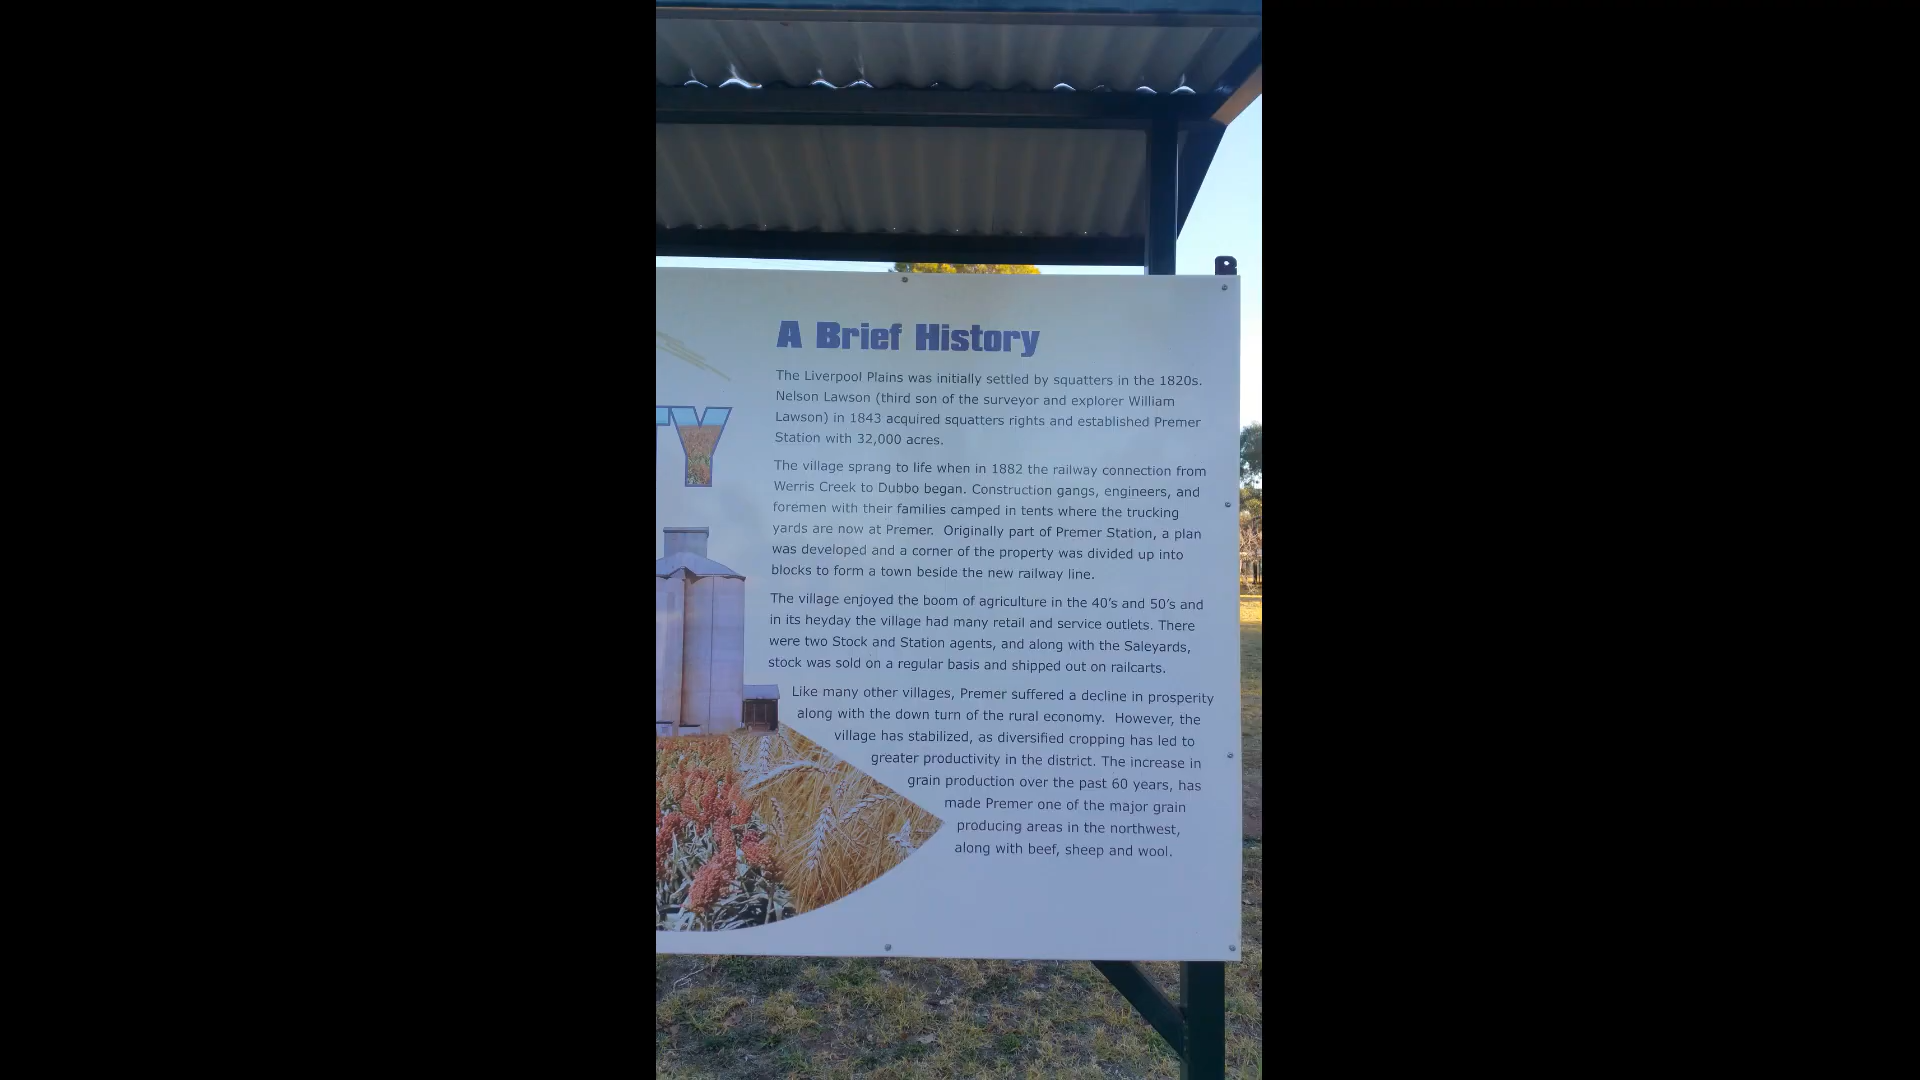 A Brief History
The Liverpool Plains was initially settled by squatters in the 1820s.
Nelson Lawson (third son of the surveyor and explorer William
Lawson) in 1843 acquired squatters rights and established Premer
Station with 32,000 acres.
The village sprang to life when in 1882 the railway connection from
Werris Creek to Dubbo began. Construction gangs, engineers, and
foremen with their families camped in tents where the trucking
yards are now at Premer. Originally part of Premer Station, a plan
was developed and a corner of the property was divided up into
blocks to form a town beside the new railway line.
The village enjoyed the boom of agriculture in the 40's and 50's and
in its heyday the village had many retail and service outlets. There
were two Stock and Station agents, and along with the Saleyards,
stock was sold on a regular basis and shipped out on railcarts.
Like many other villages, Premer suffered a decline in prosperity
along with the down turn of the rural economy. However, the
village has stabilized, as diversified cropping has led to
greater productivity in the district. The increase in
grain production over the past 60 years, has
made Premer one of the major grain
producing areas in the northwest,
along with beef, sheep and wool.